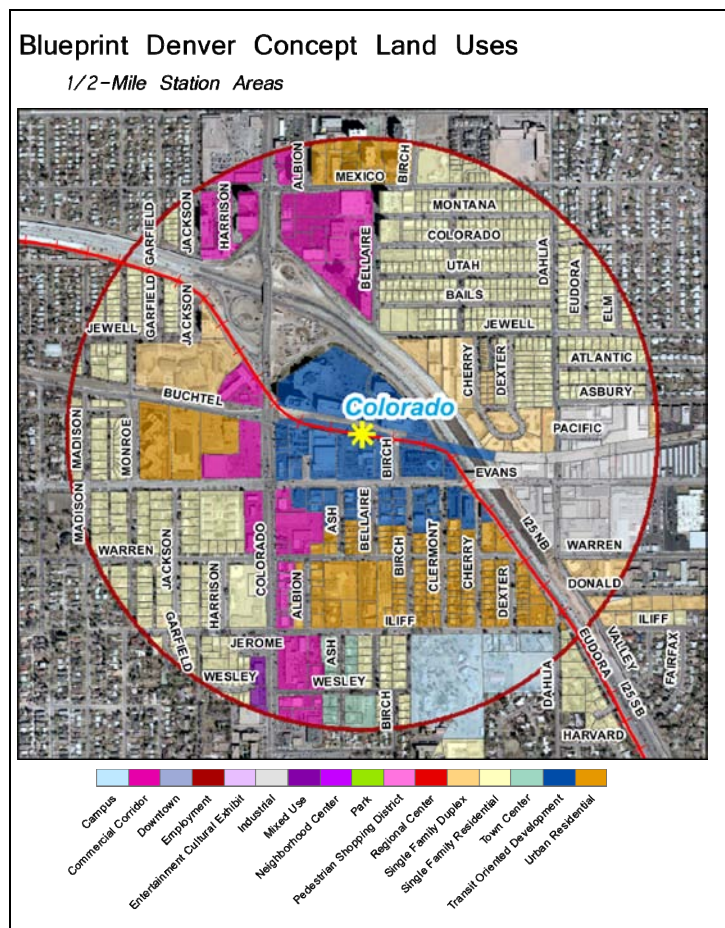 Blueprint Denver Concept Land Uses
1/2-Mile Station Areas
ALBION
BIRCH
MEXICO
GARFIELD
JACKSON
HARRISON
BELLAIRE
MONTANA
COLORADO
UTAH
BAILS
JEWELL
DAHLIA
EUDORA
ELM
JEWELL
GARFIELD
JACKSON
CHERRY
DEXTER
ATLANTIC
ASBURY
BUCHTEL
Colorado
MADISON
MONROE
BIRCH
PACIFIC
EVANS
MADISON
WARREN
JACKSON
HARRISON
COLORADO
ASH
BELLAIRE
BIRCH
CLERMONT
CHERRY
DEXTER
I25 NB
WARREN
ALBION
DONALD
ILIFF
ILIFF
GARFIELD
JEROME
WESLEY
ASH
WESLEY
BIRCH
DAHLIA
EUDORA
VALLEY
I25 SB
FAIRFAX
HARVARD
Campus
Commercial Corridor
Downtown
Employment
Entertainment Cultural Exhibit
Industrial
Mixed Use
Neighborhood Center
Park
Pedestrian Shopping District
Regional Center
Single Family Duplex
Single Family Residential
Town Center
Transit Oriented Development
Urban Residential